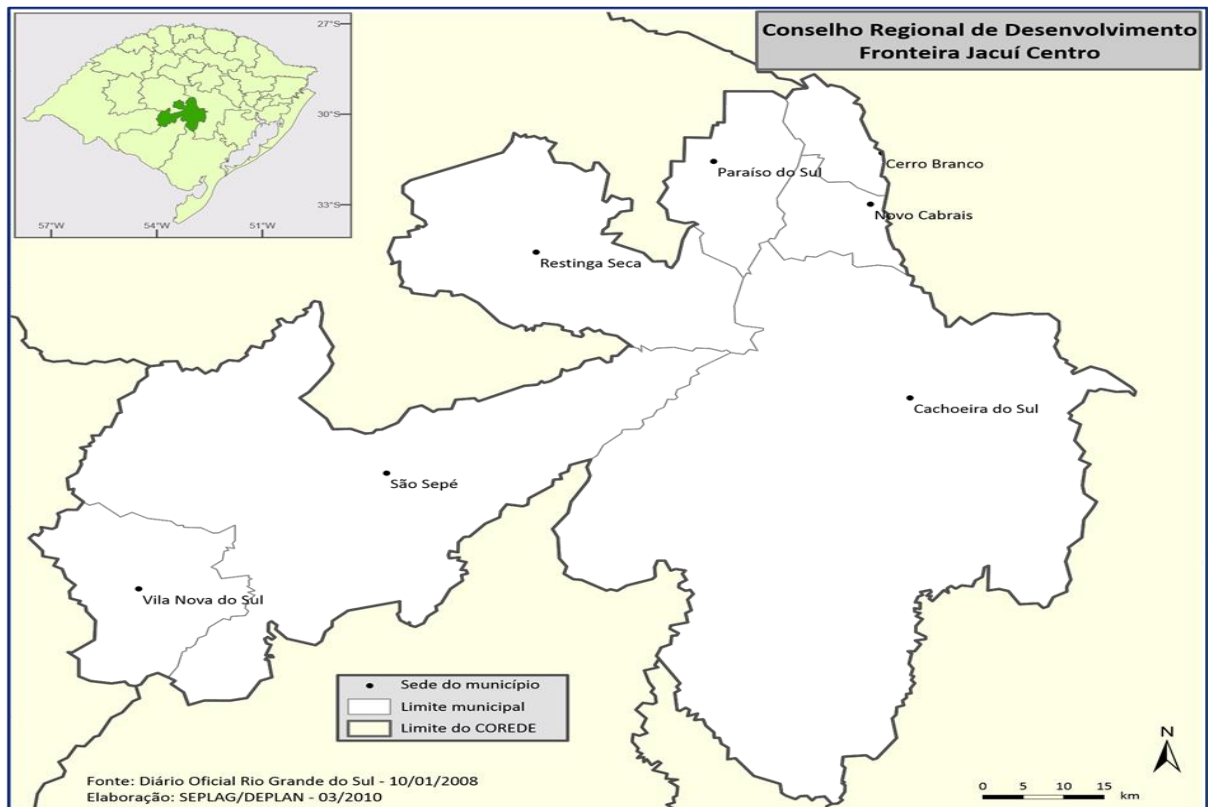 Conselho Regional de Desenvolvimento
Fronteira Jacuí Centro
27°S
30°S
33°S
57°W
54°W
51°W
Cerro Branco
Paraíso do Sul
Novo Cabrais
Restinga Seca
Cachoeira do Sul
São Sepé
Vila Nova do Sul
Sede do município
Limite municipal
Limite do COREDE
N
Fonte: Diário Oficial Rio Grande do Sul - 10/01/2008
Elaboração: SEPLAG/DEPLAN - 03/2010
0 5 10 15
km